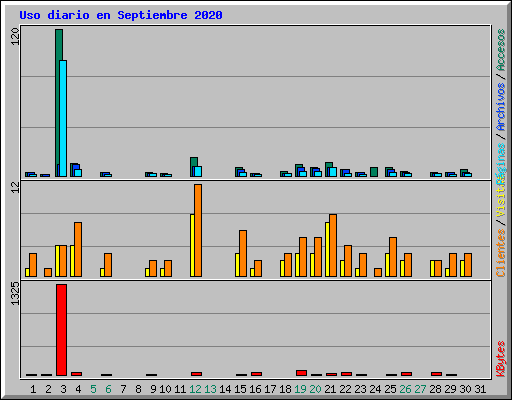 Uso diario en Septiembre 2020
120
12
1325
Clientes / Visitas
Páginas / Archivos / Accesos
KBytes
1 2 3 4 5 6 7 8 9 10 11 12 13 14 15 16 17 18 19 20 21 22 23 24 25 26 27 28 29 30 31